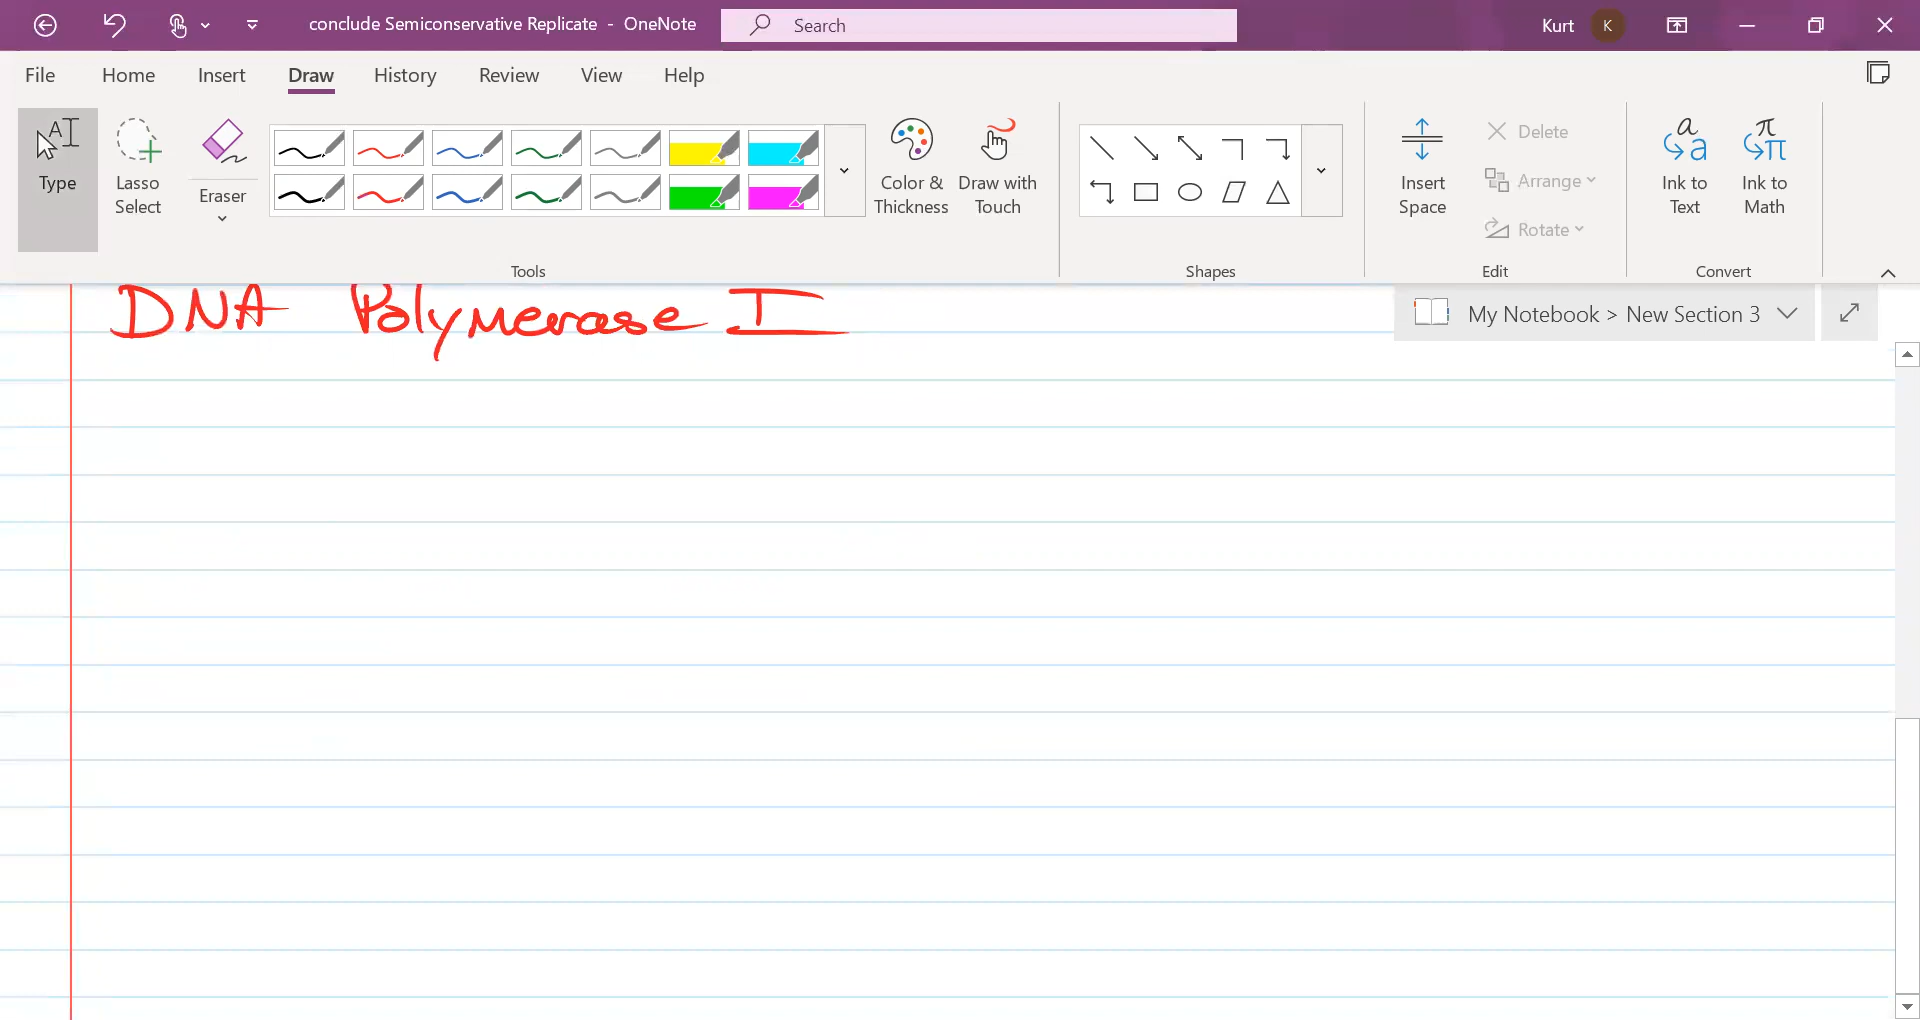 conclude Semiconservative Replicate - OneNote
Search
Kurt K
File Home Insert Draw History Review View Help
Type
Lasso Select
Eraser
Color & Thickness
Draw with Touch
Tools
Shapes
Insert Space
Delete
Arrange
Rotate
Edit
a a
Ink to Text
π π
Ink to Math
Convert
DNA Polymerase I
My Notebook > New Section 3